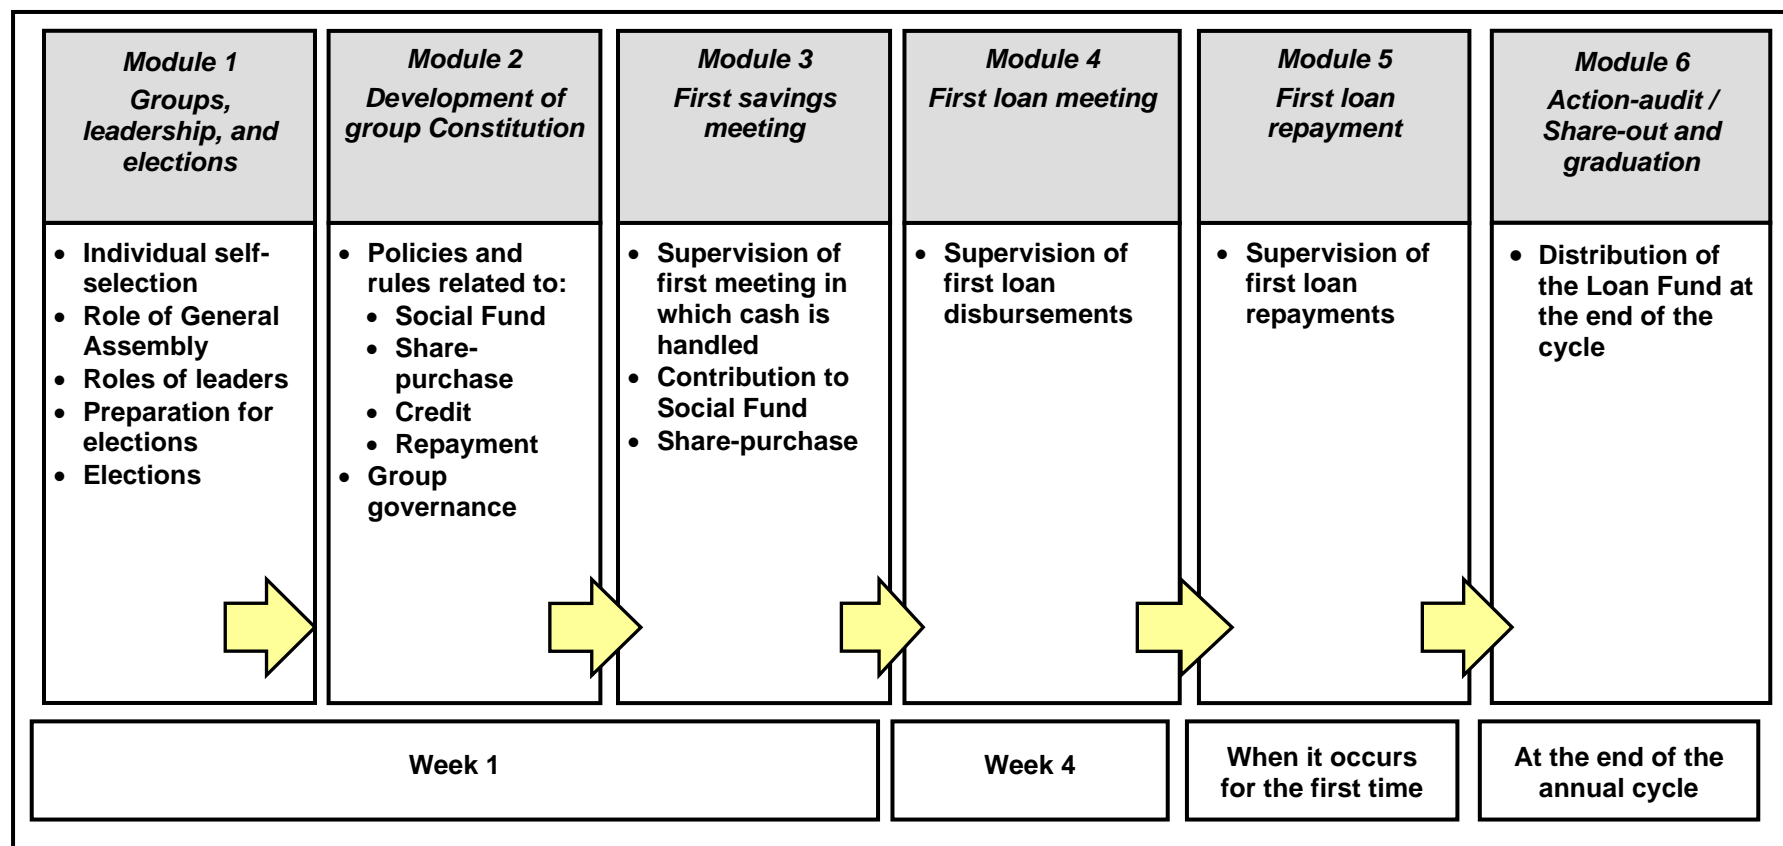 Module 1
Groups,
leadership, and
elections
• Individual self-
selection
• Role of General
Assembly
• Roles of leaders
• Preparation for
elections
• Elections
Module 2
Development of
group Constitution
• Policies and
rules related to:
• Social Fund
• Share-
purchase
• Credit
• Repayment
• Group
governance
Module 3
First savings
meeting
• Supervision of
first meeting in
which cash is
handled
• Contribution to
Social Fund
• Share-purchase
Module 4
First loan meeting
• Supervision of
first loan
disbursements
Module 5
First loan
repayment
• Supervision of
first loan
repayments
Module 6
Action-audit /
Share-out and
graduation
• Distribution of
the Loan Fund at
the end of the
cycle
Week 1
Week 4
When it occurs
for the first time
At the end of the
annual cycle